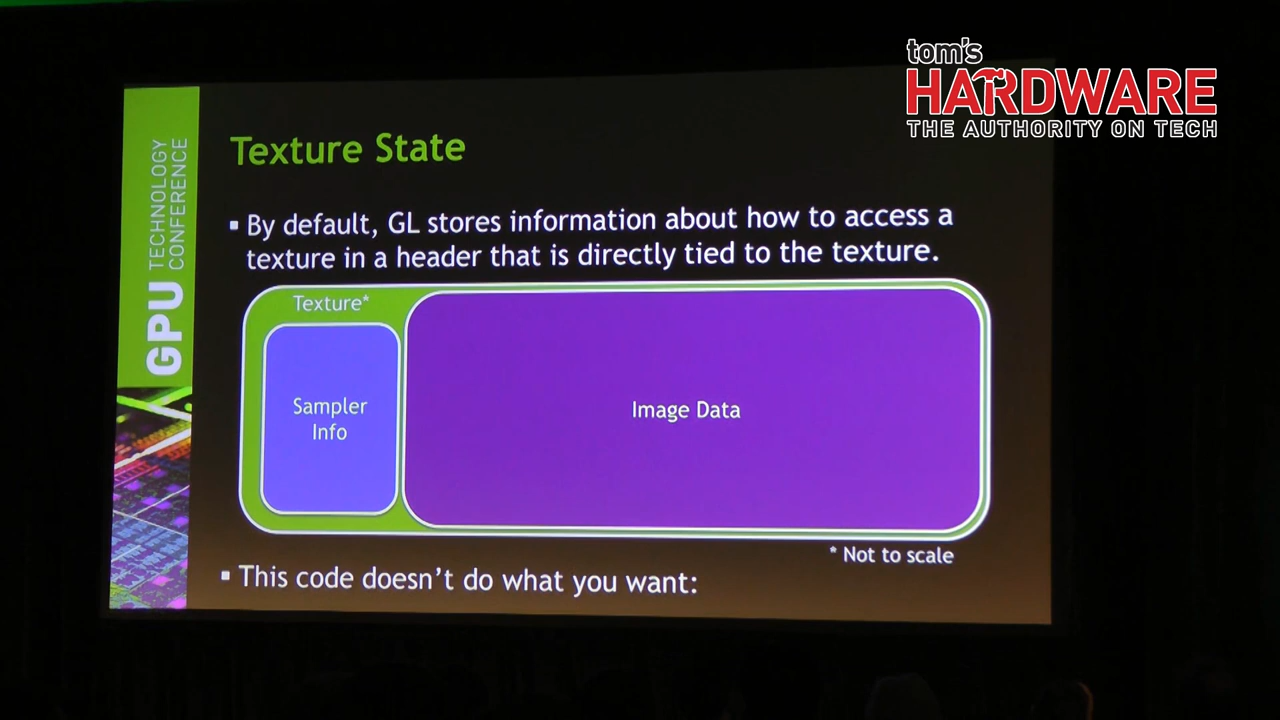 tom's
HARDWARE
THE AUTHORITY ON TECH
GPU TECHNOLOGY
CONFERENCE
Texture State
▪ By default, GL stores information about how to access a
texture in a header that is directly tied to the texture.
Texture*
Sampler
Info
Image Data
* Not to scale
▪ This code doesn't do what you want: